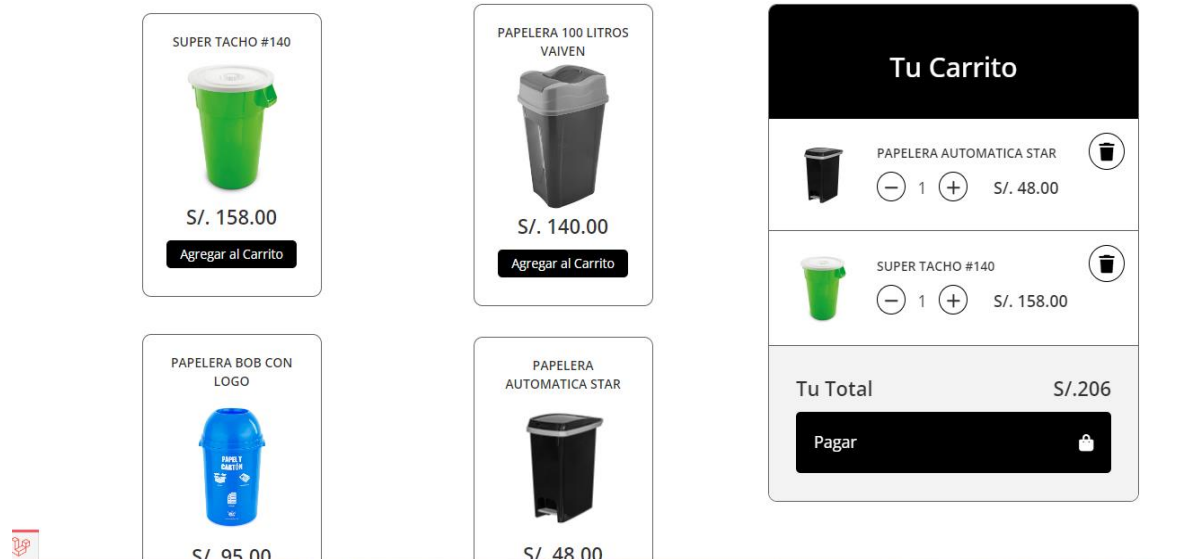 SUPER TACHO #140
S/. 158.00
Agregar al Carrito
PAPELERA 100 LITROS
VAIVEN
S/. 140.00
Agregar al Carrito
PAPELERA BOB CON
LOGO
PAPEL Y
CARTÓN
S/. 95.00
PAPELERA
AUTOMATICA STAR
S/. 48.00
Tu Carrito
PAPELERA AUTOMATICA STAR
1
S/. 48.00
SUPER TACHO #140
1
S/. 158.00
Tu Total
S/.206
Pagar